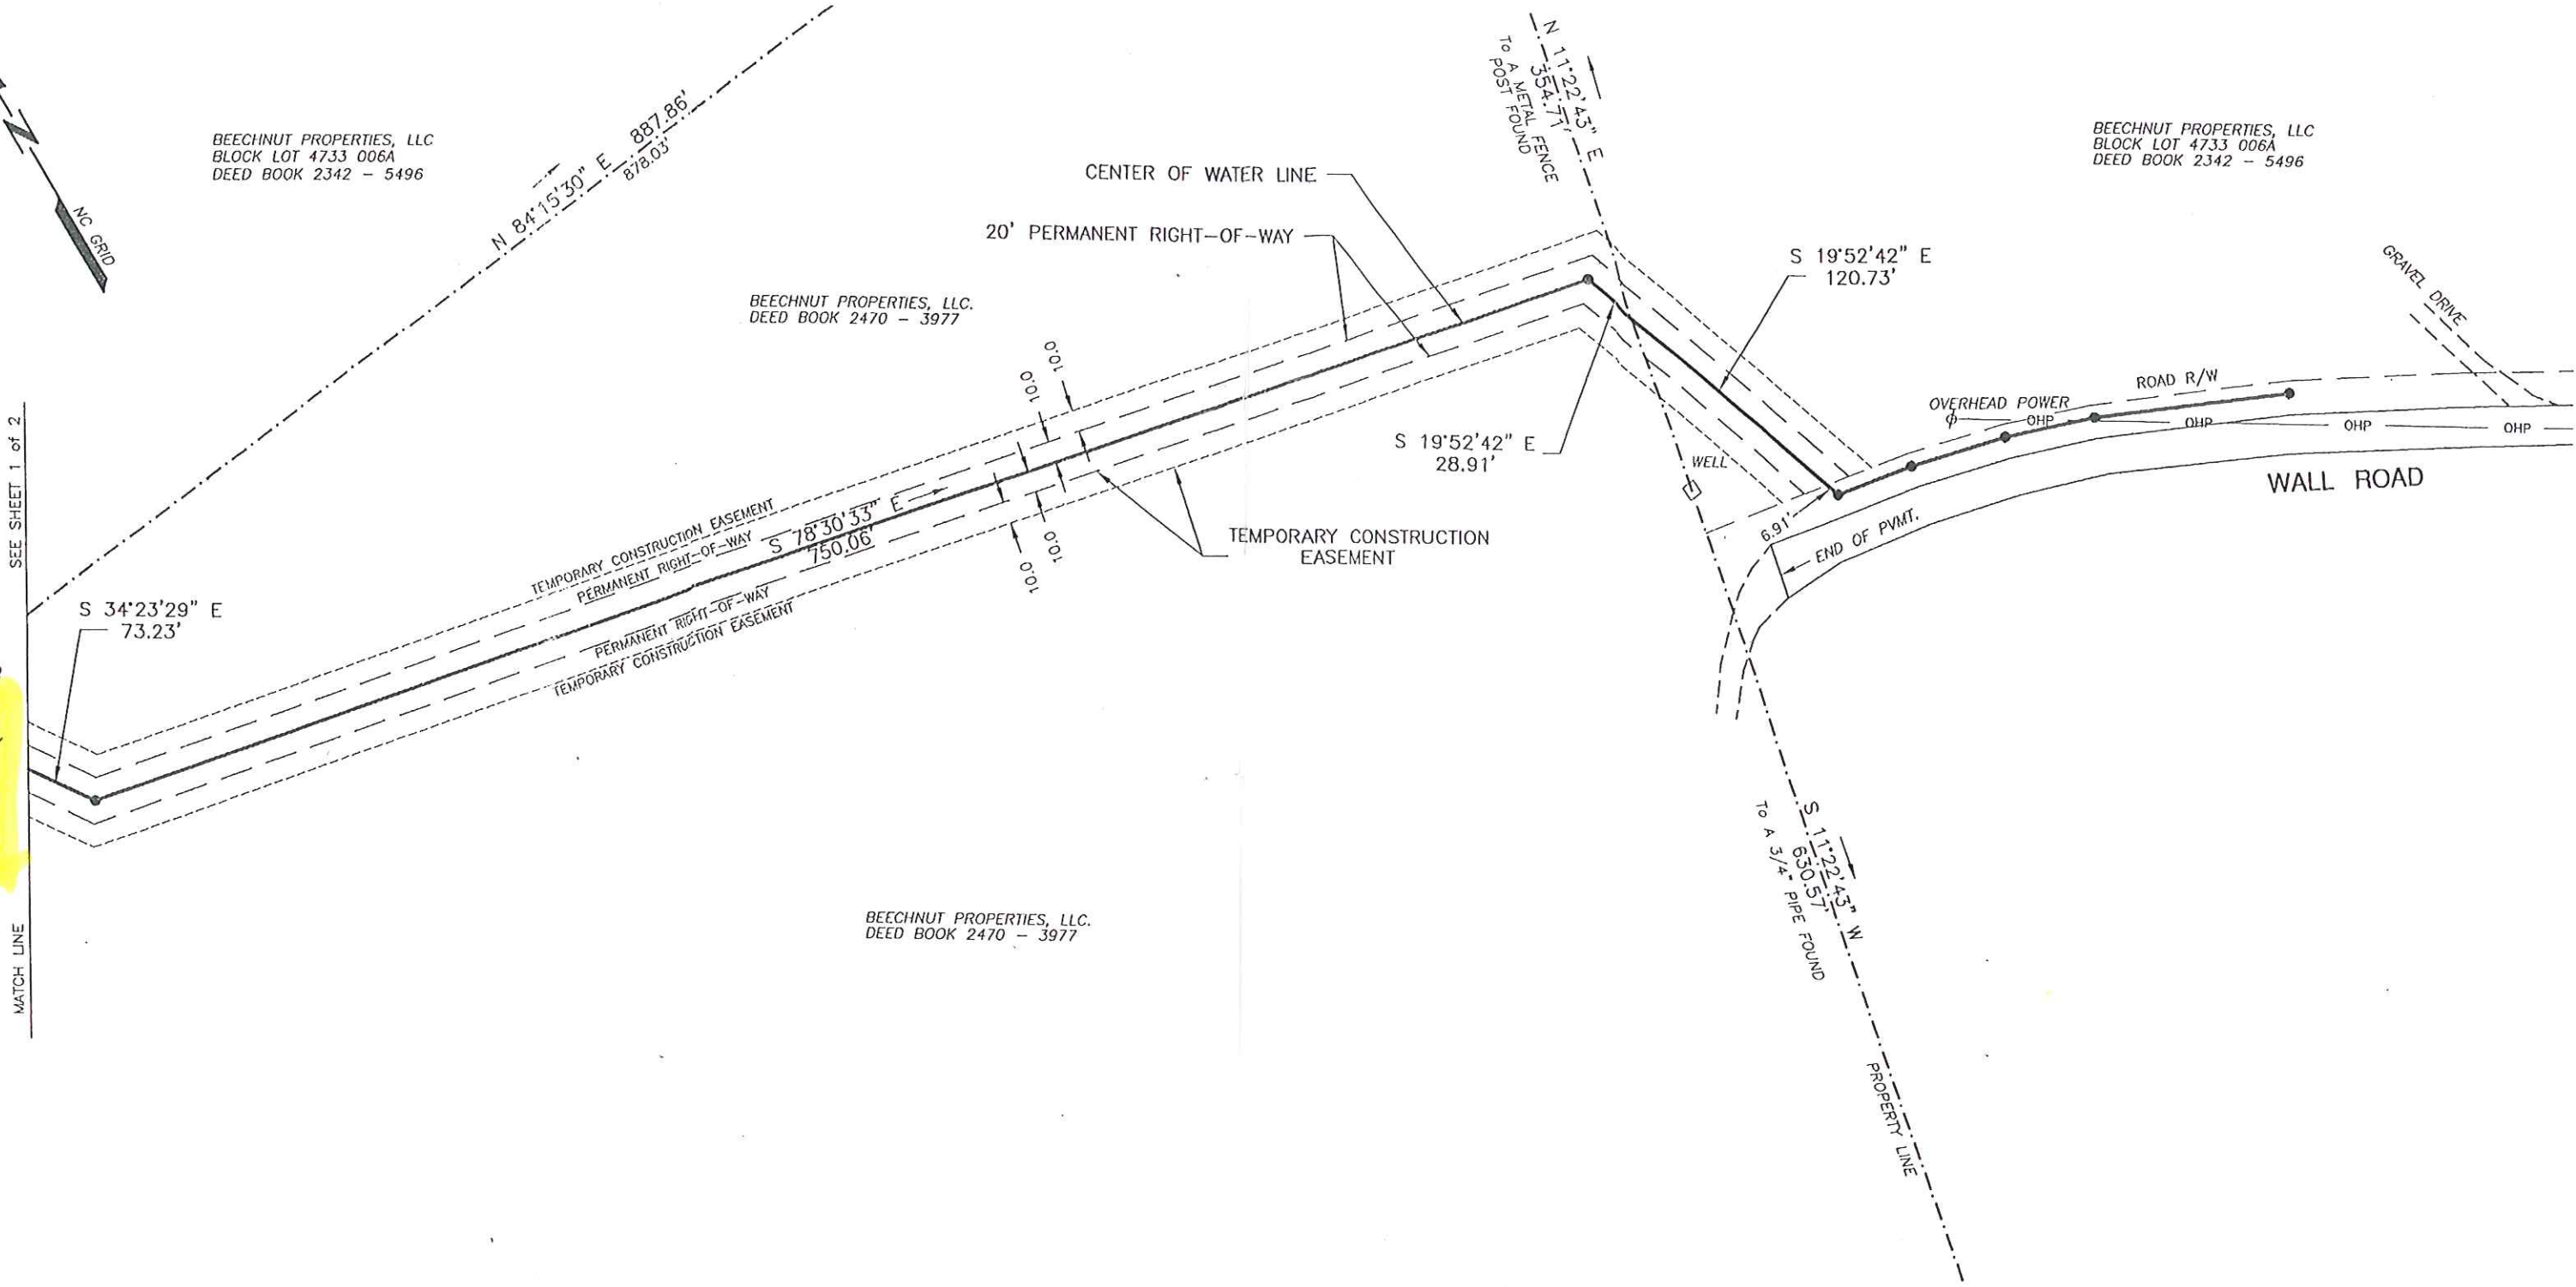 N
NC GRID
BEECHNUT PROPERTIES, LLC
BLOCK LOT 4733 006A
DEED BOOK 2342 - 5496
N 84°15'30" E 887.86'
878.03'
CENTER OF WATER LINE
20' PERMANENT RIGHT-OF-WAY
N 11°22'43" E
354.71'
To A METAL FENCE
POST FOUND
BEECHNUT PROPERTIES, LLC
BLOCK LOT 4733 006A
DEED BOOK 2342 - 5496
S 19°52'42" E
120.73'
GRAVEL DRIVE
BEECHNUT PROPERTIES, LLC.
DEED BOOK 2470 - 3977
10.0
10.0
ROAD R/W
OVERHEAD POWER
OHP
OHP
OHP
OHP
WALL ROAD
S 19°52'42" E
28.91'
WELL
6.91'
END OF PVMT.
SEE SHEET 1 of 2
S 34°23'29" E
73.23'
TEMPORARY CONSTRUCTION EASEMENT
PERMANENT RIGHT-OF-WAY
S 78°30'33" E
750.06'
PERMANENT RIGHT-OF-WAY
TEMPORARY CONSTRUCTION EASEMENT
10.0
10.0
TEMPORARY CONSTRUCTION
EASEMENT
S 11°22'43" W
630.57'
To A 3/4" PIPE FOUND
BEECHNUT PROPERTIES, LLC.
DEED BOOK 2470 - 3977
MATCH LINE
PROPERTY LINE